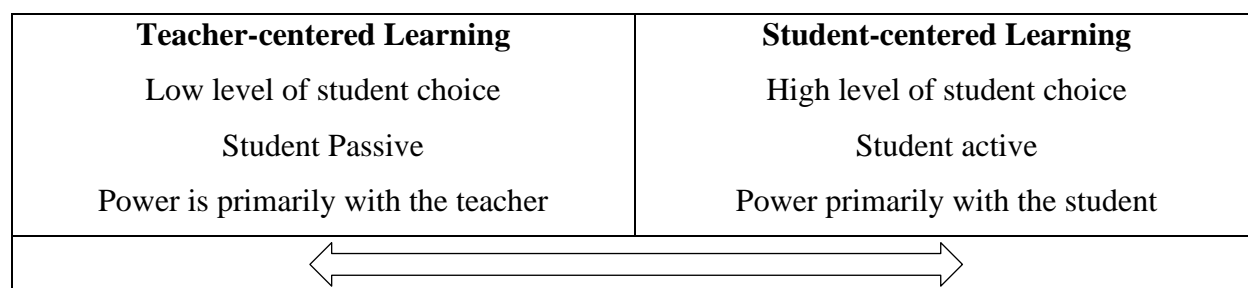 Teacher-centered Learning
Low level of student choice
Student Passive
Power is primarily with the teacher
Student-centered Learning
High level of student choice
Student active
Power primarily with the student